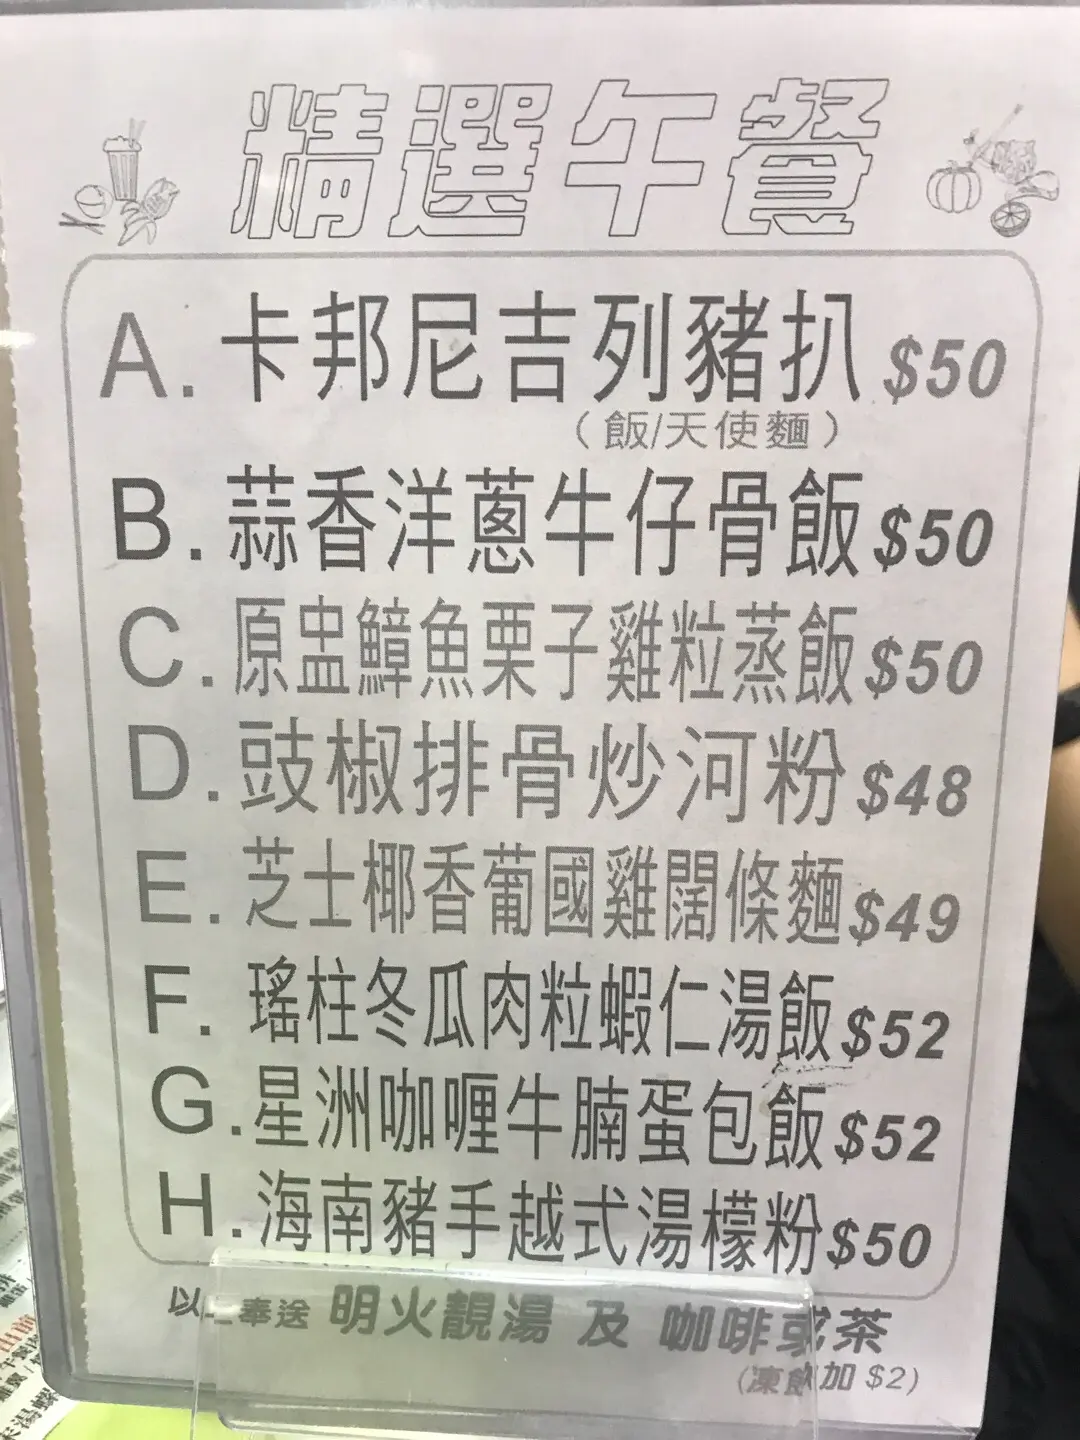 精選午餐
A. 卡邦尼吉列豬扒 $50
（飯/天使麵）
B. 蒜香洋蔥牛仔骨飯 $50
C. 原盅鱆魚栗子雞粒蒸飯 $50
D. 豉椒排骨炒河粉 $48
E. 芝士椰香葡國雞闊條麵 $49
F. 瑤柱冬瓜肉粒蝦仁湯飯 $52
G. 星洲咖喱牛腩蛋包飯 $52
H. 海南豬手越式湯檬粉 $50
以上奉送 明火靚湯 及 咖啡或茶
(凍飲加 $2)